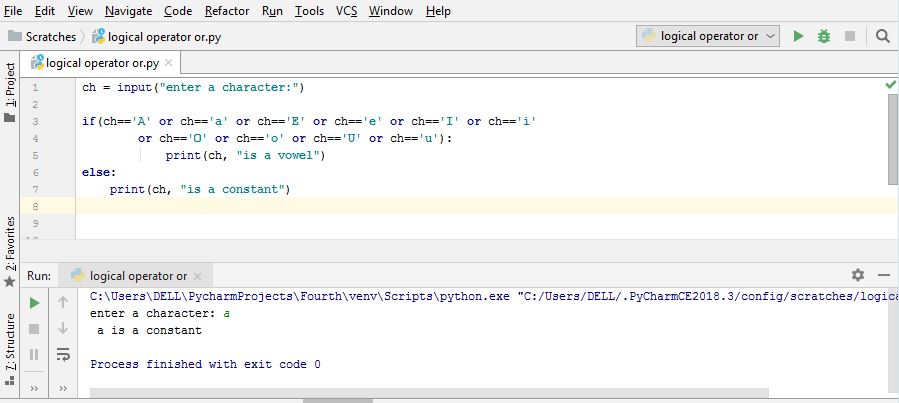 File Edit View Navigate Code Refactor Run Tools VCS Window Help
Scratches logical operator or.py logical operator or
logical operator or.py
1: Project
2: Favorites
7: Structure
1 ch = input("enter a character:")
2
3 if(ch=='A' or ch=='a' or ch=='E' or ch=='e' or ch=='I' or ch=='i'
4 or ch=='O' or ch=='o' or ch=='U' or ch=='u'):
5 print(ch, "is a vowel")
6 else:
7 print(ch, "is a constant")
8
9
Run: logical operator or
C:\Users\DELL\PycharmProjects\Fourth\venv\Scripts\python.exe "C:/Users/DELL/.PyCharmCE2018.3/config/scratches/logica
enter a character: a
a is a constant
Process finished with exit code 0